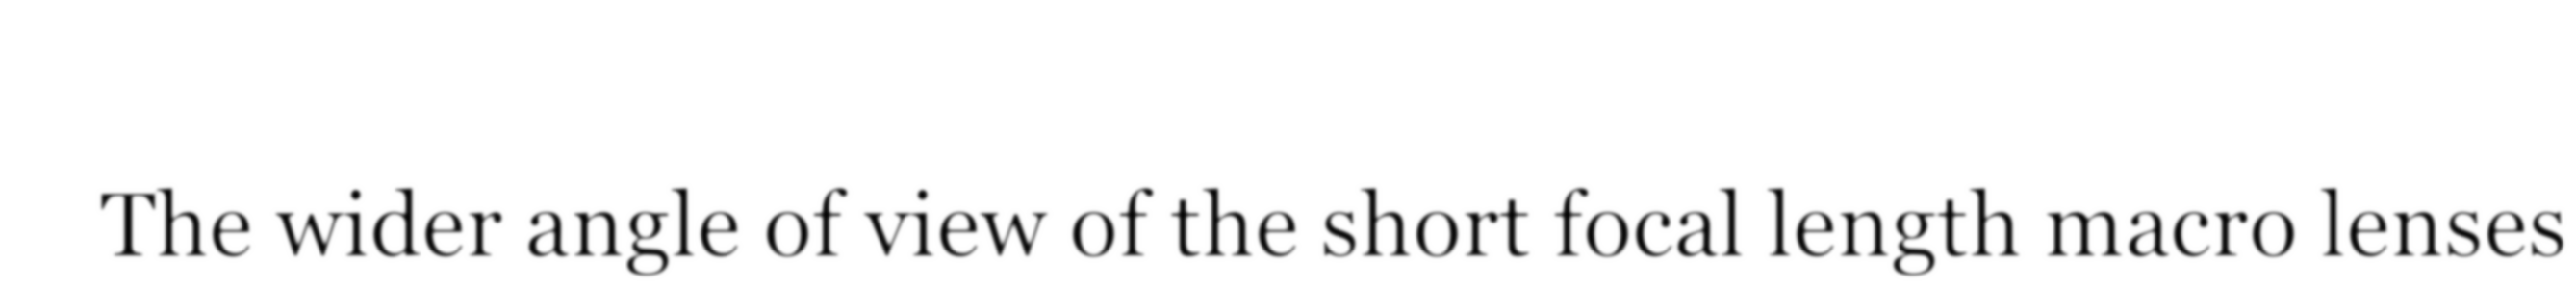 The wider angle of view of the short focal length macro lenses